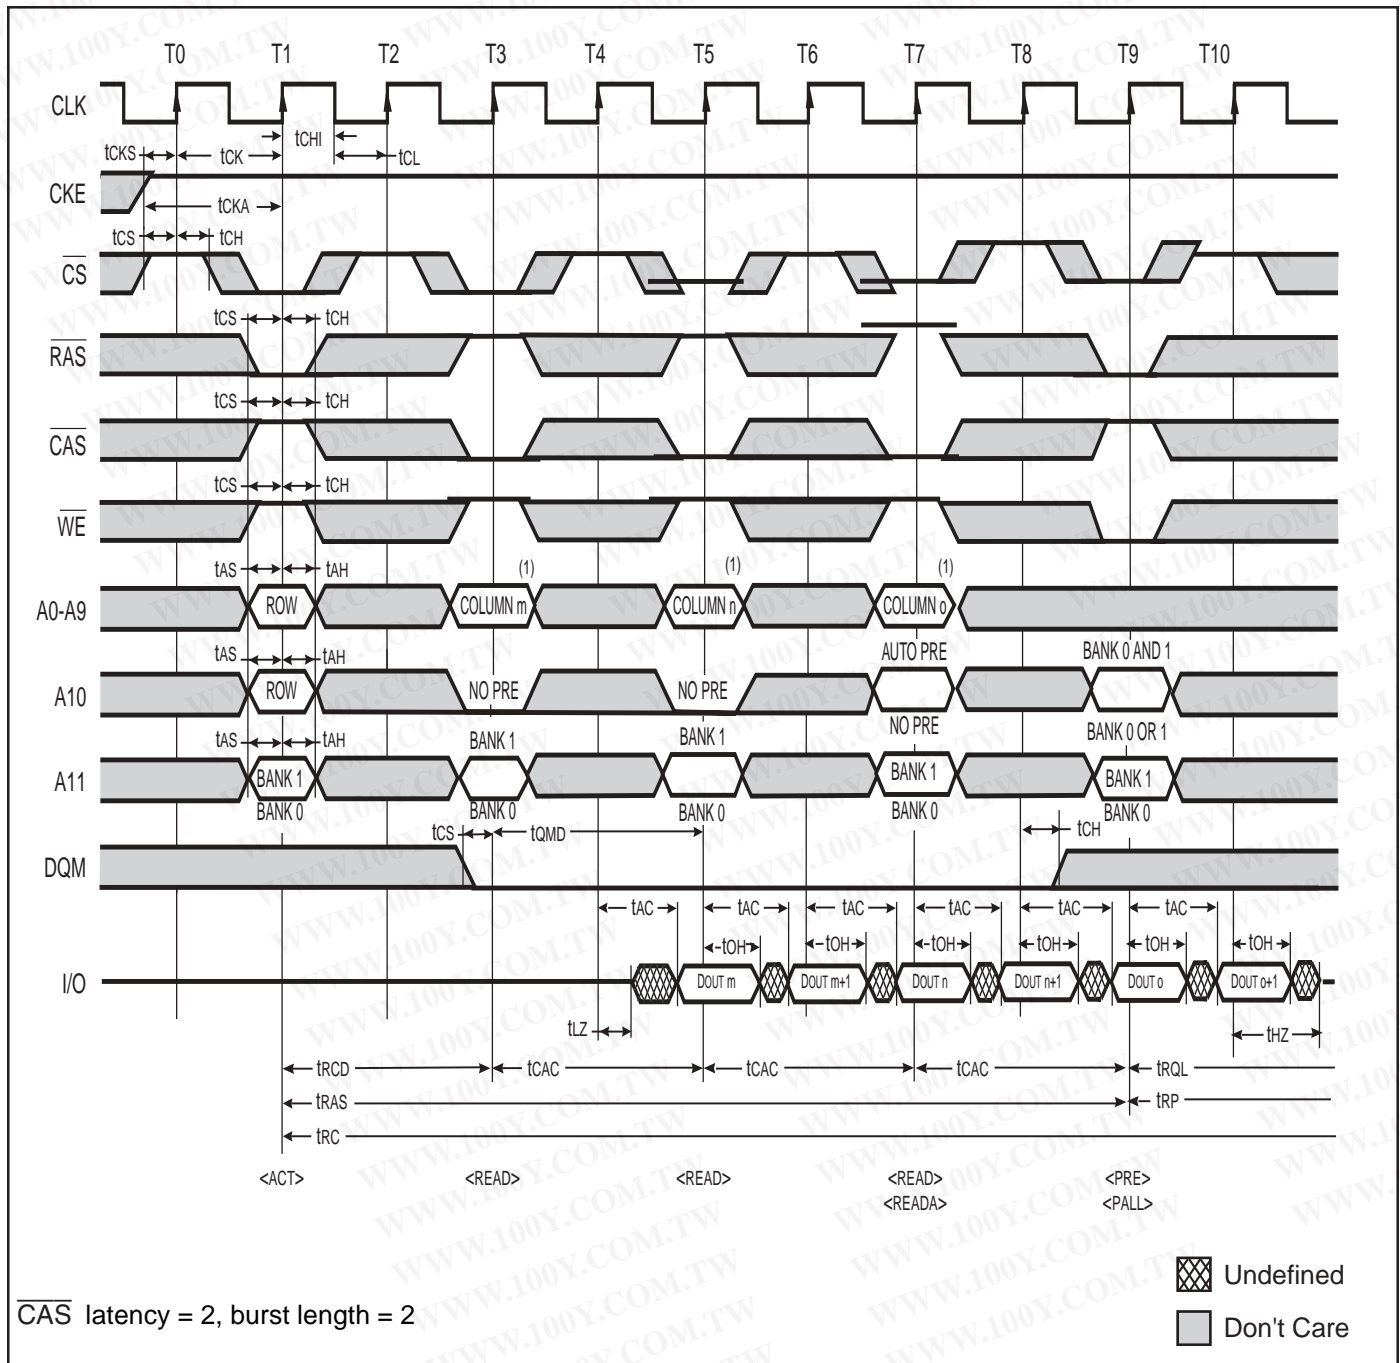 T0 T1 T2 T3 T4 T5 T6 T7 T8 T9 T10
CLK
tCHI
tCKS tCK tCL
CKE
tCKA
tCS tCH
CS
tCS tCH
RAS
tCS tCH
CAS
tCS tCH
WE
tAS tAH (1) (1) (1)
A0-A9 ROW COLUMN m COLUMN n COLUMN o
tAS tAH AUTO PRE BANK 0 AND 1
A10 ROW NO PRE NO PRE
NO PRE BANK 0 OR 1
tAS tAH BANK 1 BANK 1
A11 BANK 1 BANK 1 BANK 1
BANK 0 BANK 0 BANK 0 BANK 0 BANK 0
tCS tQMD tCH
DQM
tAC tAC tAC tAC tAC tAC
tOH tOH tOH tOH tOH tOH
I/O DOUT m DOUT m+1 DOUT n DOUT n+1 DOUT o DOUT o+1
tLZ tHZ
tRCD tCAC tCAC tCAC tRQL
tRAS tRP
tRC
<ACT> <READ> <READ> <READ> <PRE>
<READA> <PALL>
Undefined
CAS latency = 2, burst length = 2
Don't Care
WWW.100Y.COM.TW